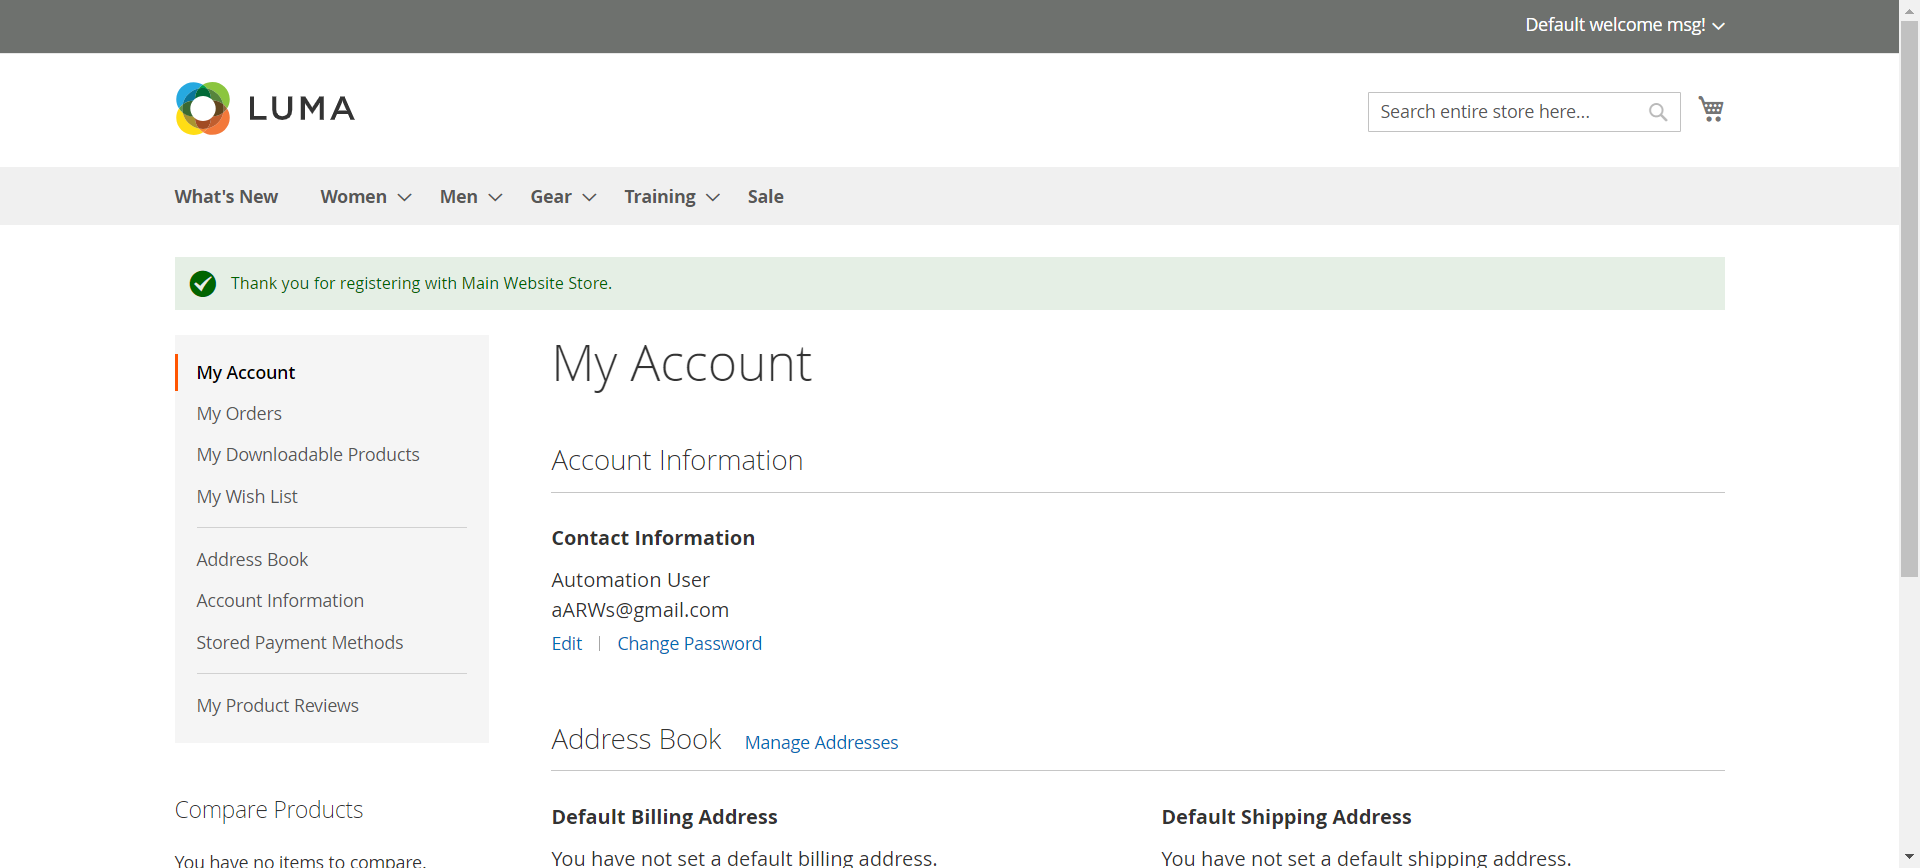 Default welcome msg!
LUMA
Search entire store here...
What's New
Women
Men
Gear
Training
Sale
Thank you for registering with Main Website Store.
My Account
My Orders
My Downloadable Products
My Wish List
Address Book
Account Information
Stored Payment Methods
My Product Reviews
Compare Products
You have no items to compare.
My Account
Account Information
Contact Information
Automation User
aARWs@gmail.com
Edit | Change Password
Address Book Manage Addresses
Default Billing Address
You have not set a default billing address.
Default Shipping Address
You have not set a default shipping address.